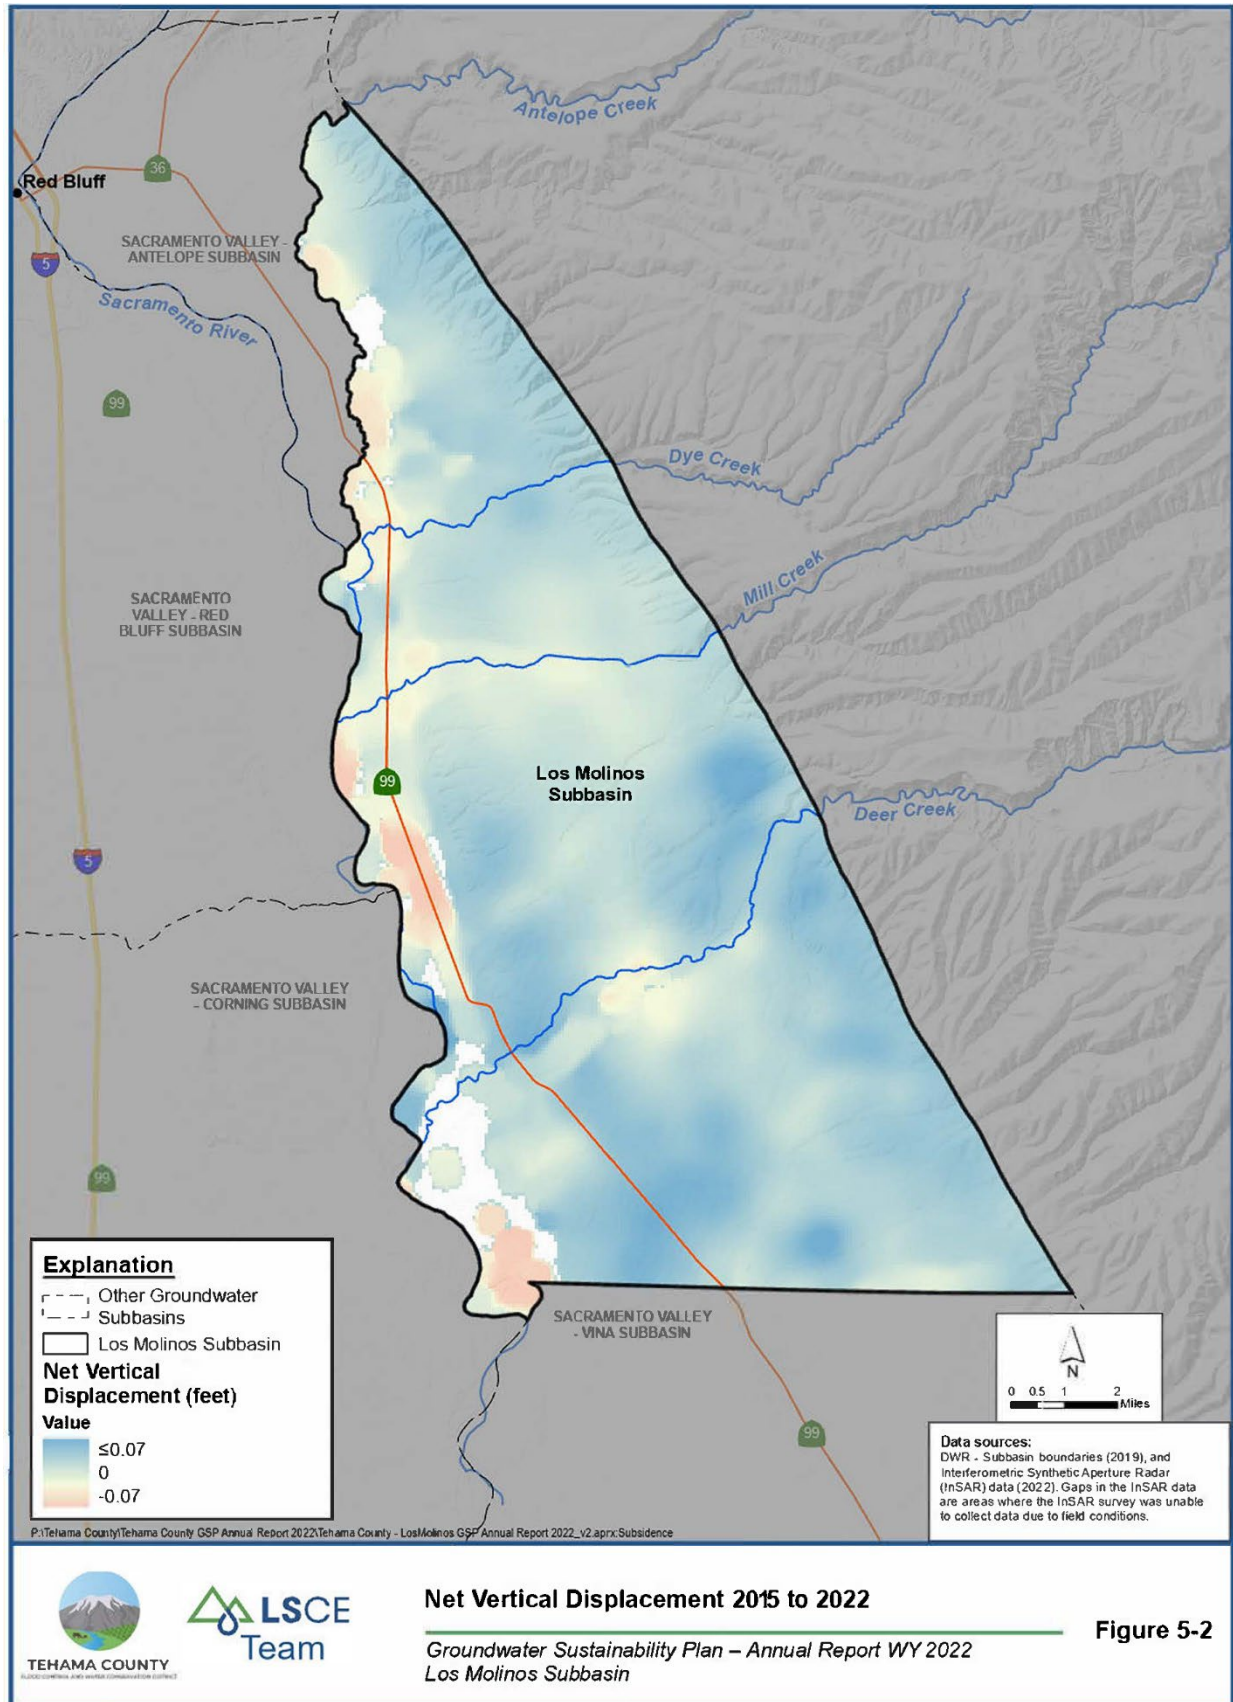 Antelope Creek
36
Red Bluff
SACRAMENTO VALLEY -
ANTELOPE SUBBASIN
5
Sacramento River
99
Dye Creek
Mill Creek
SACRAMENTO
VALLEY - RED
BLUFF SUBBASIN
Los Molinos
Subbasin
99
Deer Creek
5
SACRAMENTO VALLEY
- CORNING SUBBASIN
99
Explanation
Other Groundwater
Subbasins
Los Molinos Subbasin
Net Vertical
Displacement (feet)
Value
≤0.07
0
-0.07
SACRAMENTO VALLEY
- VINA SUBBASIN
N
0 0.5 1 2
Miles
99
Data sources:
DWR - Subbasin boundaries (2019), and
Interferometric Synthetic Aperture Radar
(InSAR) data (2022). Gaps in the InSAR data
are areas where the InSAR survey was unable
to collect data due to field conditions.
P:\Tehama County\Tehama County GSP Annual Report 2022\Tehama County - LosMolinos GSP Annual Report 2022_v2.aprx:Subsidence
TEHAMA COUNTY
FLOOD CONTROL AND WATER CONSERVATION DISTRICT
LSCE
Team
Net Vertical Displacement 2015 to 2022
Groundwater Sustainability Plan – Annual Report WY 2022
Los Molinos Subbasin
Figure 5-2